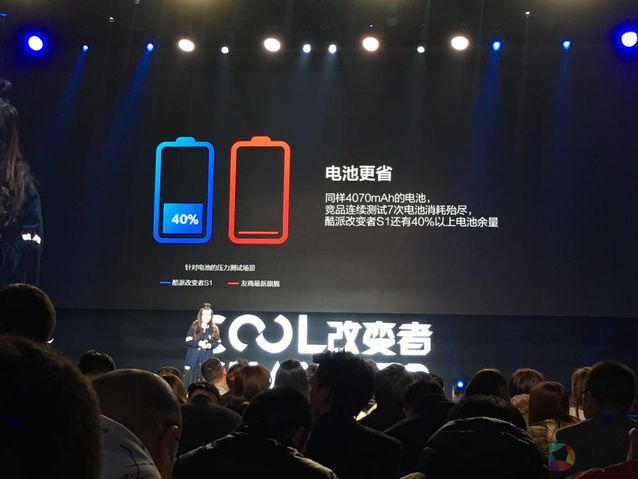 电池更省
同样4070mAh的电池,
竞品连续测试7次电池消耗殆尽,
酷派改变者S1还有40%以上电池余量
40%
针对电池的压力测试场景
酷派改变者S1
友商最新旗舰
COOL改变者